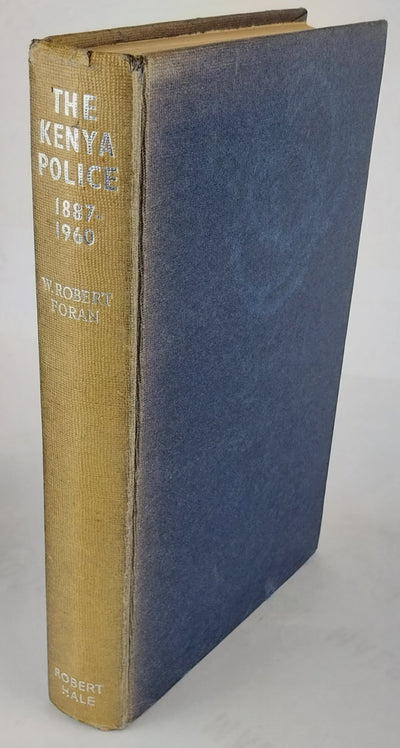 THE
KENYA
POLICE
1887-
1960
W. ROBERT
FORAN
ROBERT
HALE